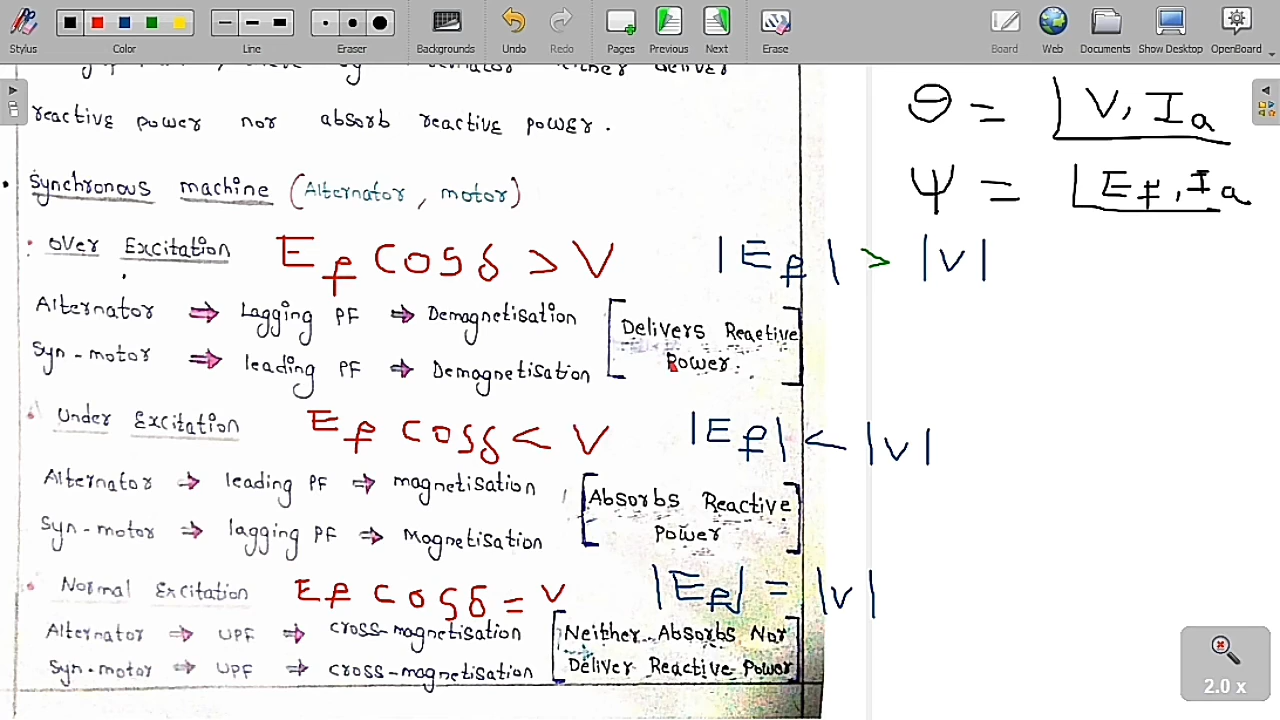 Stylus Color Line Eraser Backgrounds Undo Redo Pages Previous Next Erase Board Web Documents Show Desktop OpenBoard
reactive power nor absorb reactive power.
θ = ∠V, Ia
ψ = ∠Ef, Ia
• Synchronous machine (Alternator, motor)
• Over Excitation Ef cos δ > V |Ef| > |v|
Alternator ⇒ Lagging PF ⇒ Demagnetisation
Syn-motor ⇒ leading PF ⇒ Demagnetisation
[Delivers Reactive
Power.]
• Under Excitation Ef cosδ < V |Ef| < |v|
Alternator ⇒ leading PF ⇒ magnetisation
Syn-motor ⇒ lagging PF ⇒ Magnetisation
[Absorbs Reactive
Power]
• Normal Excitation Ef cosδ = V |Ef| = |v|
Alternator ⇒ UPF ⇒ cross-magnetisation
Syn-motor ⇒ UPF ⇒ cross-magnetisation
[Neither Absorbs Nor
Deliver Reactive Power]
2.0 x